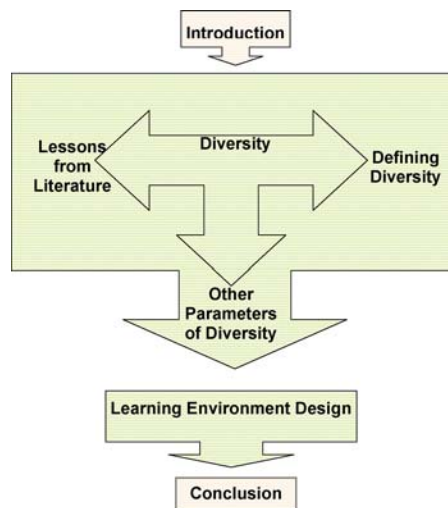 Introduction
Diversity
Lessons
from
Literature
Defining
Diversity
Other
Parameters
of Diversity
Learning Environment Design
Conclusion